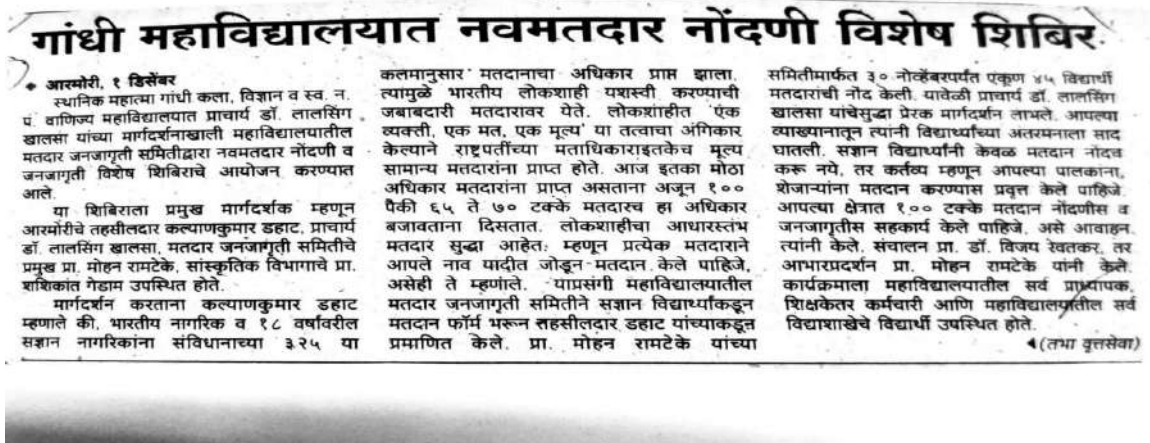 गांधी महाविद्यालयात नवमतदार नोंदणी विशेष शिबिर
• आरमोरी, १ डिसेंबर
स्थानिक महात्मा गांधी कला, विज्ञान व स्व. न.
पं. वाणिज्य महाविद्यालयात प्राचार्य डॉ. लालसिंग
खालसा यांच्या मार्गदर्शनाखाली महाविद्यालयातील
मतदार जनजागृती समितीद्वारा नवमतदार नोंदणी व
जनजागृती विशेष शिबिराचे आयोजन करण्यात
आले.
या शिबिराला प्रमुख मार्गदर्शक म्हणून
आरमोरीचे तहसीलदार कल्याणकुमार डहाट, प्राचार्य
डॉ. लालसिंग खालसा, मतदार जनजागृती समितीचे
प्रमुख प्रा. मोहन रामटेके, सांस्कृतिक विभागाचे प्रा.
शशिकांत गेडाम उपस्थित होते.
मार्गदर्शन करताना कल्याणकुमार डहाट
म्हणाले की, भारतीय नागरिक व १८ वर्षावरील
सज्ञान नागरिकांना संविधानाच्या ३२५ या
कलमानुसार मतदानाचा अधिकार प्राप्त झाला.
त्यामुळे भारतीय लोकशाही यशस्वी करण्याची
जबाबदारी मतदारावर येते. लोकशाहीत 'एक
व्यक्ती, एक मत, एक मूल्य' या तत्वाचा अंगिकार
केल्याने राष्ट्रपतींच्या मताधिकाराइतकेच मूल्य
सामान्य मतदारांना प्राप्त होते. आज इतका मोठा
अधिकार मतदारांना प्राप्त असताना अजून १००
पैकी ६५ ते ७० टक्के मतदारच हा अधिकार
बजावताना दिसतात. लोकशाहीचा आधारस्तंभ
मतदार सुद्धा आहेत. म्हणून प्रत्येक मतदाराने
आपले नाव यादीत जोडून मतदान केले पाहिजे,
असेही ते म्हणाले. याप्रसंगी महाविद्यालयातील
मतदार जनजागृती समितीने सज्ञान विद्यार्थ्यांकडून
मतदान फॉर्म भरून तहसीलदार डहाट यांच्याकडून
प्रमाणित केले. प्रा. मोहन रामटेके यांच्या
समितीमार्फत ३० नोव्हेंबरपर्यंत एकूण ४५ विद्यार्थी
मतदारांची नोंद केली. यावेळी प्राचार्य डॉ. लालसिंग
खालसा यांचेसुद्धा प्रेरक मार्गदर्शन लाभले. आपल्या
व्याख्यानातून त्यांनी विद्यार्थ्यांच्या अंतरमनाला साद
घातली. सज्ञान विद्यार्थ्यांनी केवळ मतदान नोंदच
करू नये, तर कर्तव्य म्हणून आपल्या पालकांना,
शेजाऱ्यांना मतदान करण्यास प्रवृत्त केले पाहिजे.
आपल्या क्षेत्रात १०० टक्के मतदान नोंदणीस व
जनजागृतीस सहकार्य केले पाहिजे, असे आवाहन
त्यांनी केले. संचालन प्रा. डॉ. विजय रेवतकर, तर
आभारप्रदर्शन प्रा. मोहन रामटेके यांनी केले.
कार्यक्रमाला महाविद्यालयातील सर्व प्राध्यापक,
शिक्षकेतर कर्मचारी आणि महाविद्यालयातील सर्व
विद्याशाखेचे विद्यार्थी उपस्थित होते.
◄(तभा वृत्तसेवा)